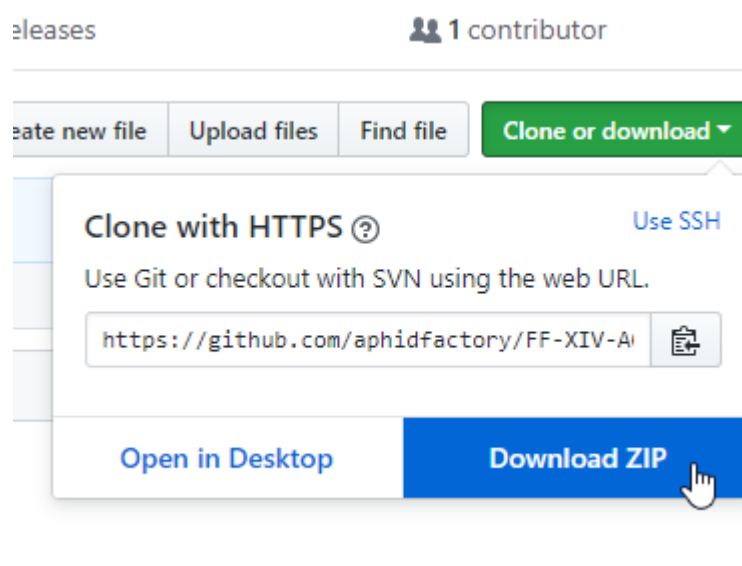 eleases
1 contributor
eate new file Upload files Find file Clone or download
Clone with HTTPS ? Use SSH
Use Git or checkout with SVN using the web URL.
https://github.com/aphidfactory/FF-XIV-A
Open in Desktop Download ZIP